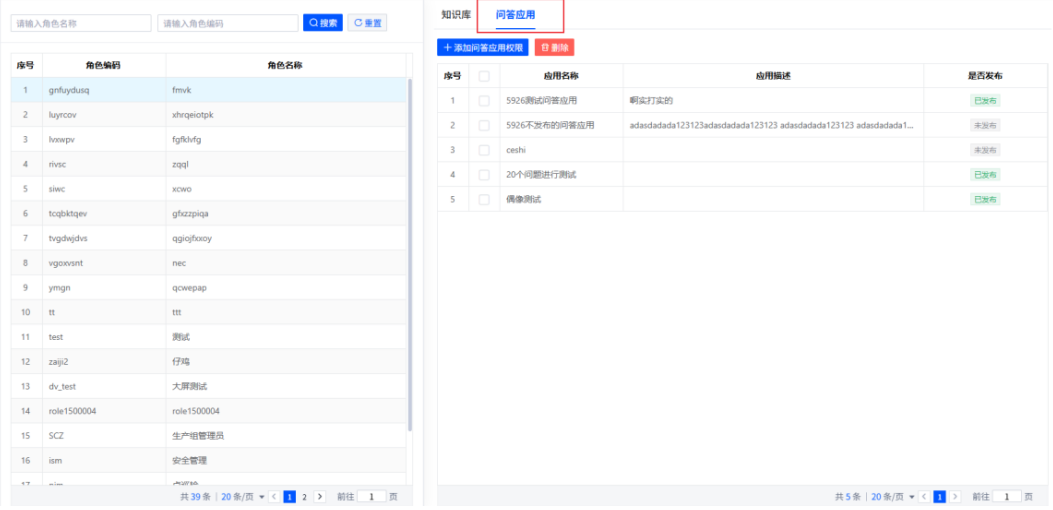 请输入角色名称 请输入角色编码 搜索 重置
序号 角色编码 角色名称
1 gnfuydusq fmvk
2 luyrcov xhrqeiotpk
3 lvxwpv fgfklvfg
4 rivsc zqql
5 siwc xcwo
6 tcqbktqev gfxzzpiqa
7 tvgdwjdvs qgiojfxxoy
8 vgoxvsnt nec
9 ymgn qcwepap
10 tt ttt
11 test 测试
12 zaiji2 仔鸡
13 dv_test 大屏测试
14 role1500004 role1500004
15 SCZ 生产组管理员
16 ism 安全管理
17
共 39 条 20 条/页 1 2 前往 1 页
知识库 问答应用
添加问答应用权限 删除
序号 应用名称 应用描述 是否发布
1 5926测试问答应用 啊实打实的 已发布
2 5926不发布的问答应用 adasdadada123123adasdadada123123 adasdadada123123 adasdadada1... 未发布
3 ceshi 未发布
4 20个问题进行测试 已发布
5 偶像测试 已发布
共 5 条 20 条/页 1 前往 1 页